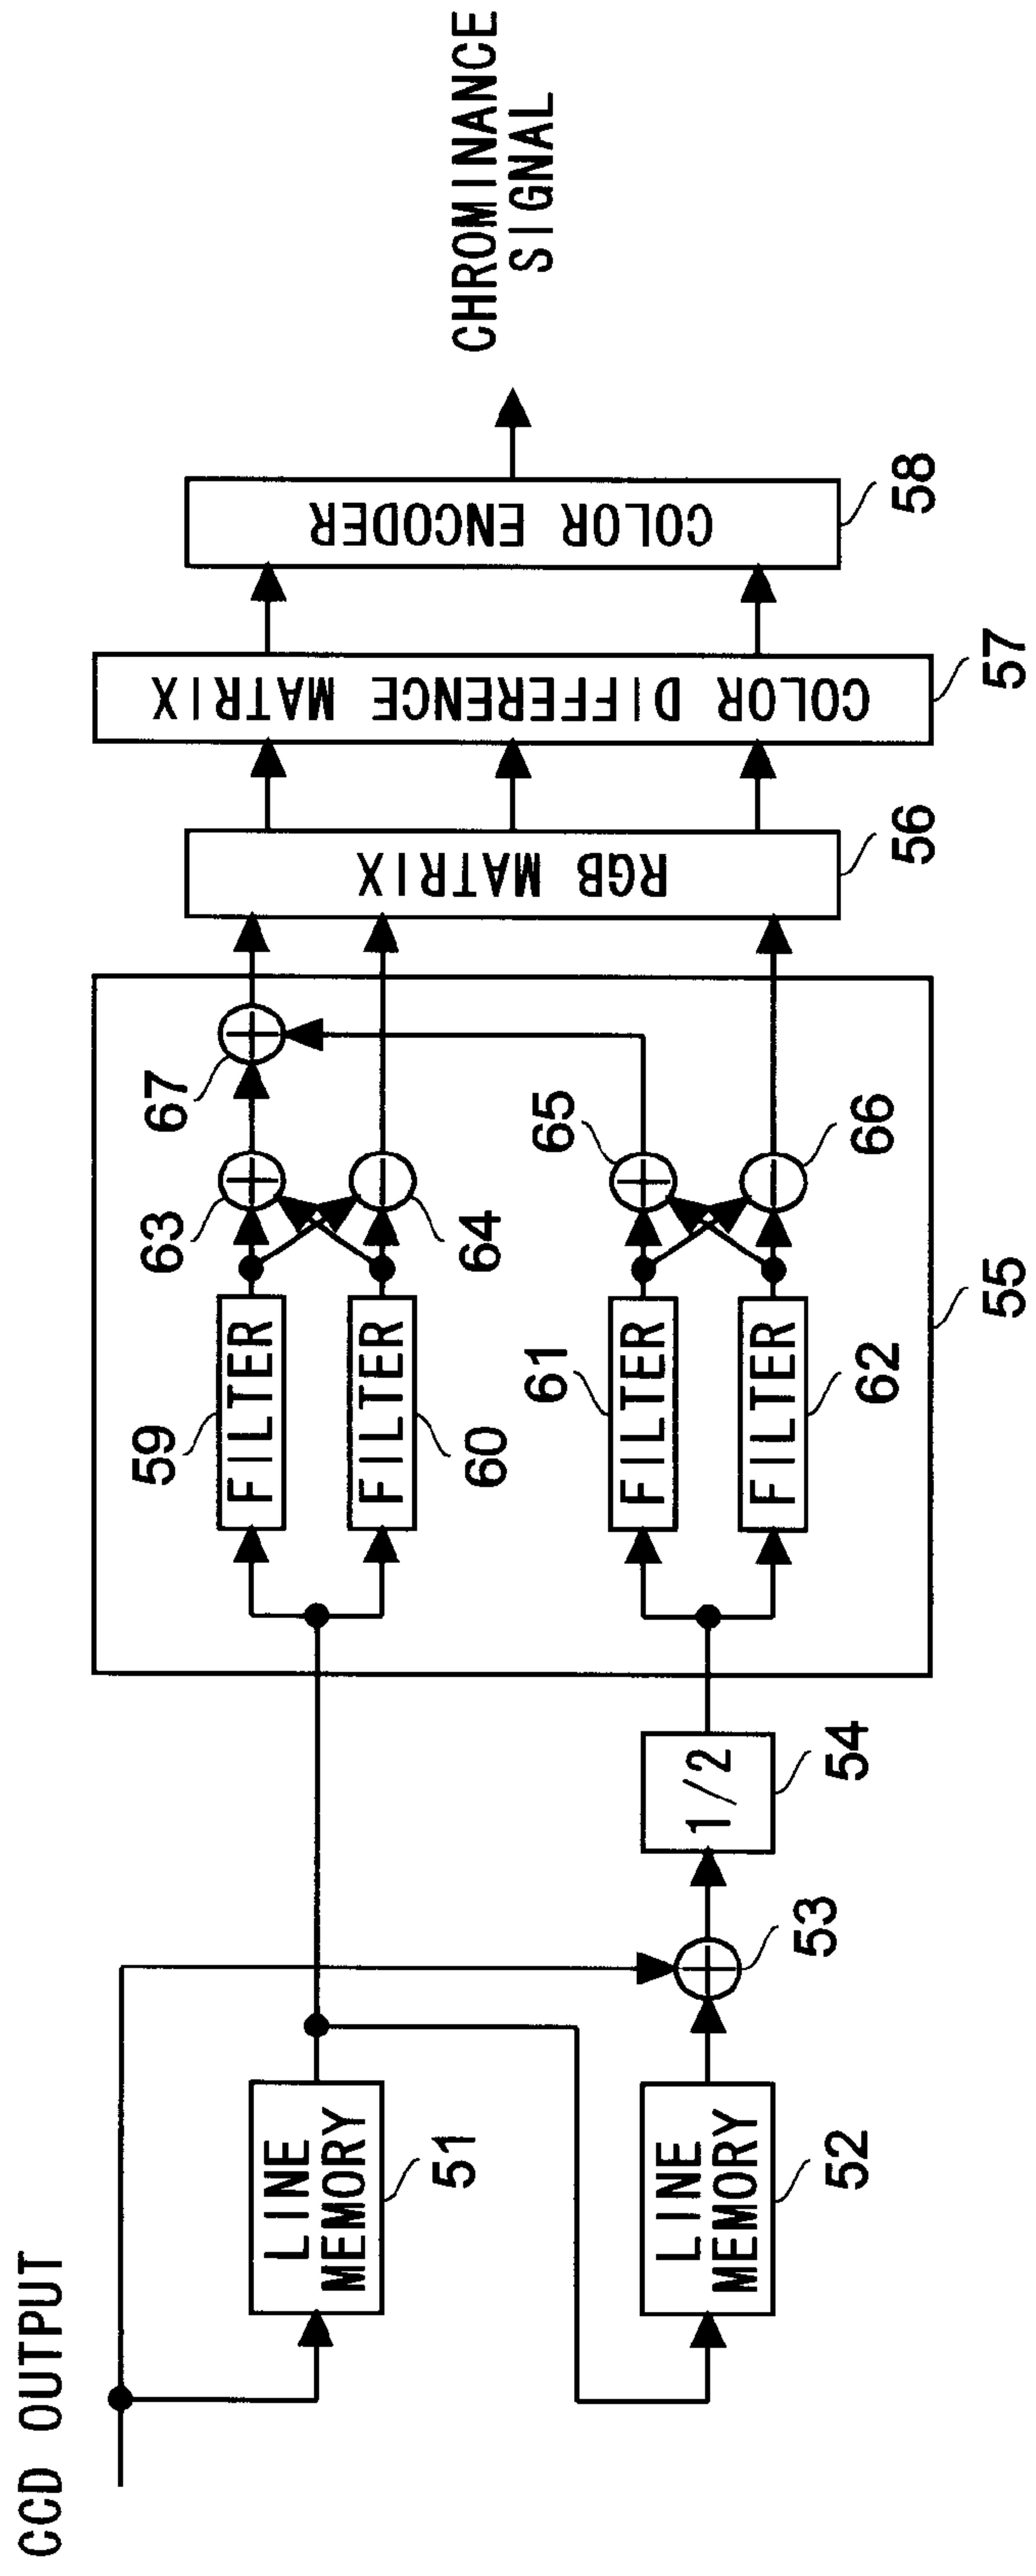 CCD OUTPUT
LINE
MEMORY
51
LINE
MEMORY
52
53
1/2
54
55
59
FILTER
FILTER
60
61
FILTER
FILTER
62
63
64
65
66
67
RGB MATRIX
56
COLOR DIFFERENCE MATRIX
57
COLOR ENCODER
58
CHROMINANCE
SIGNAL